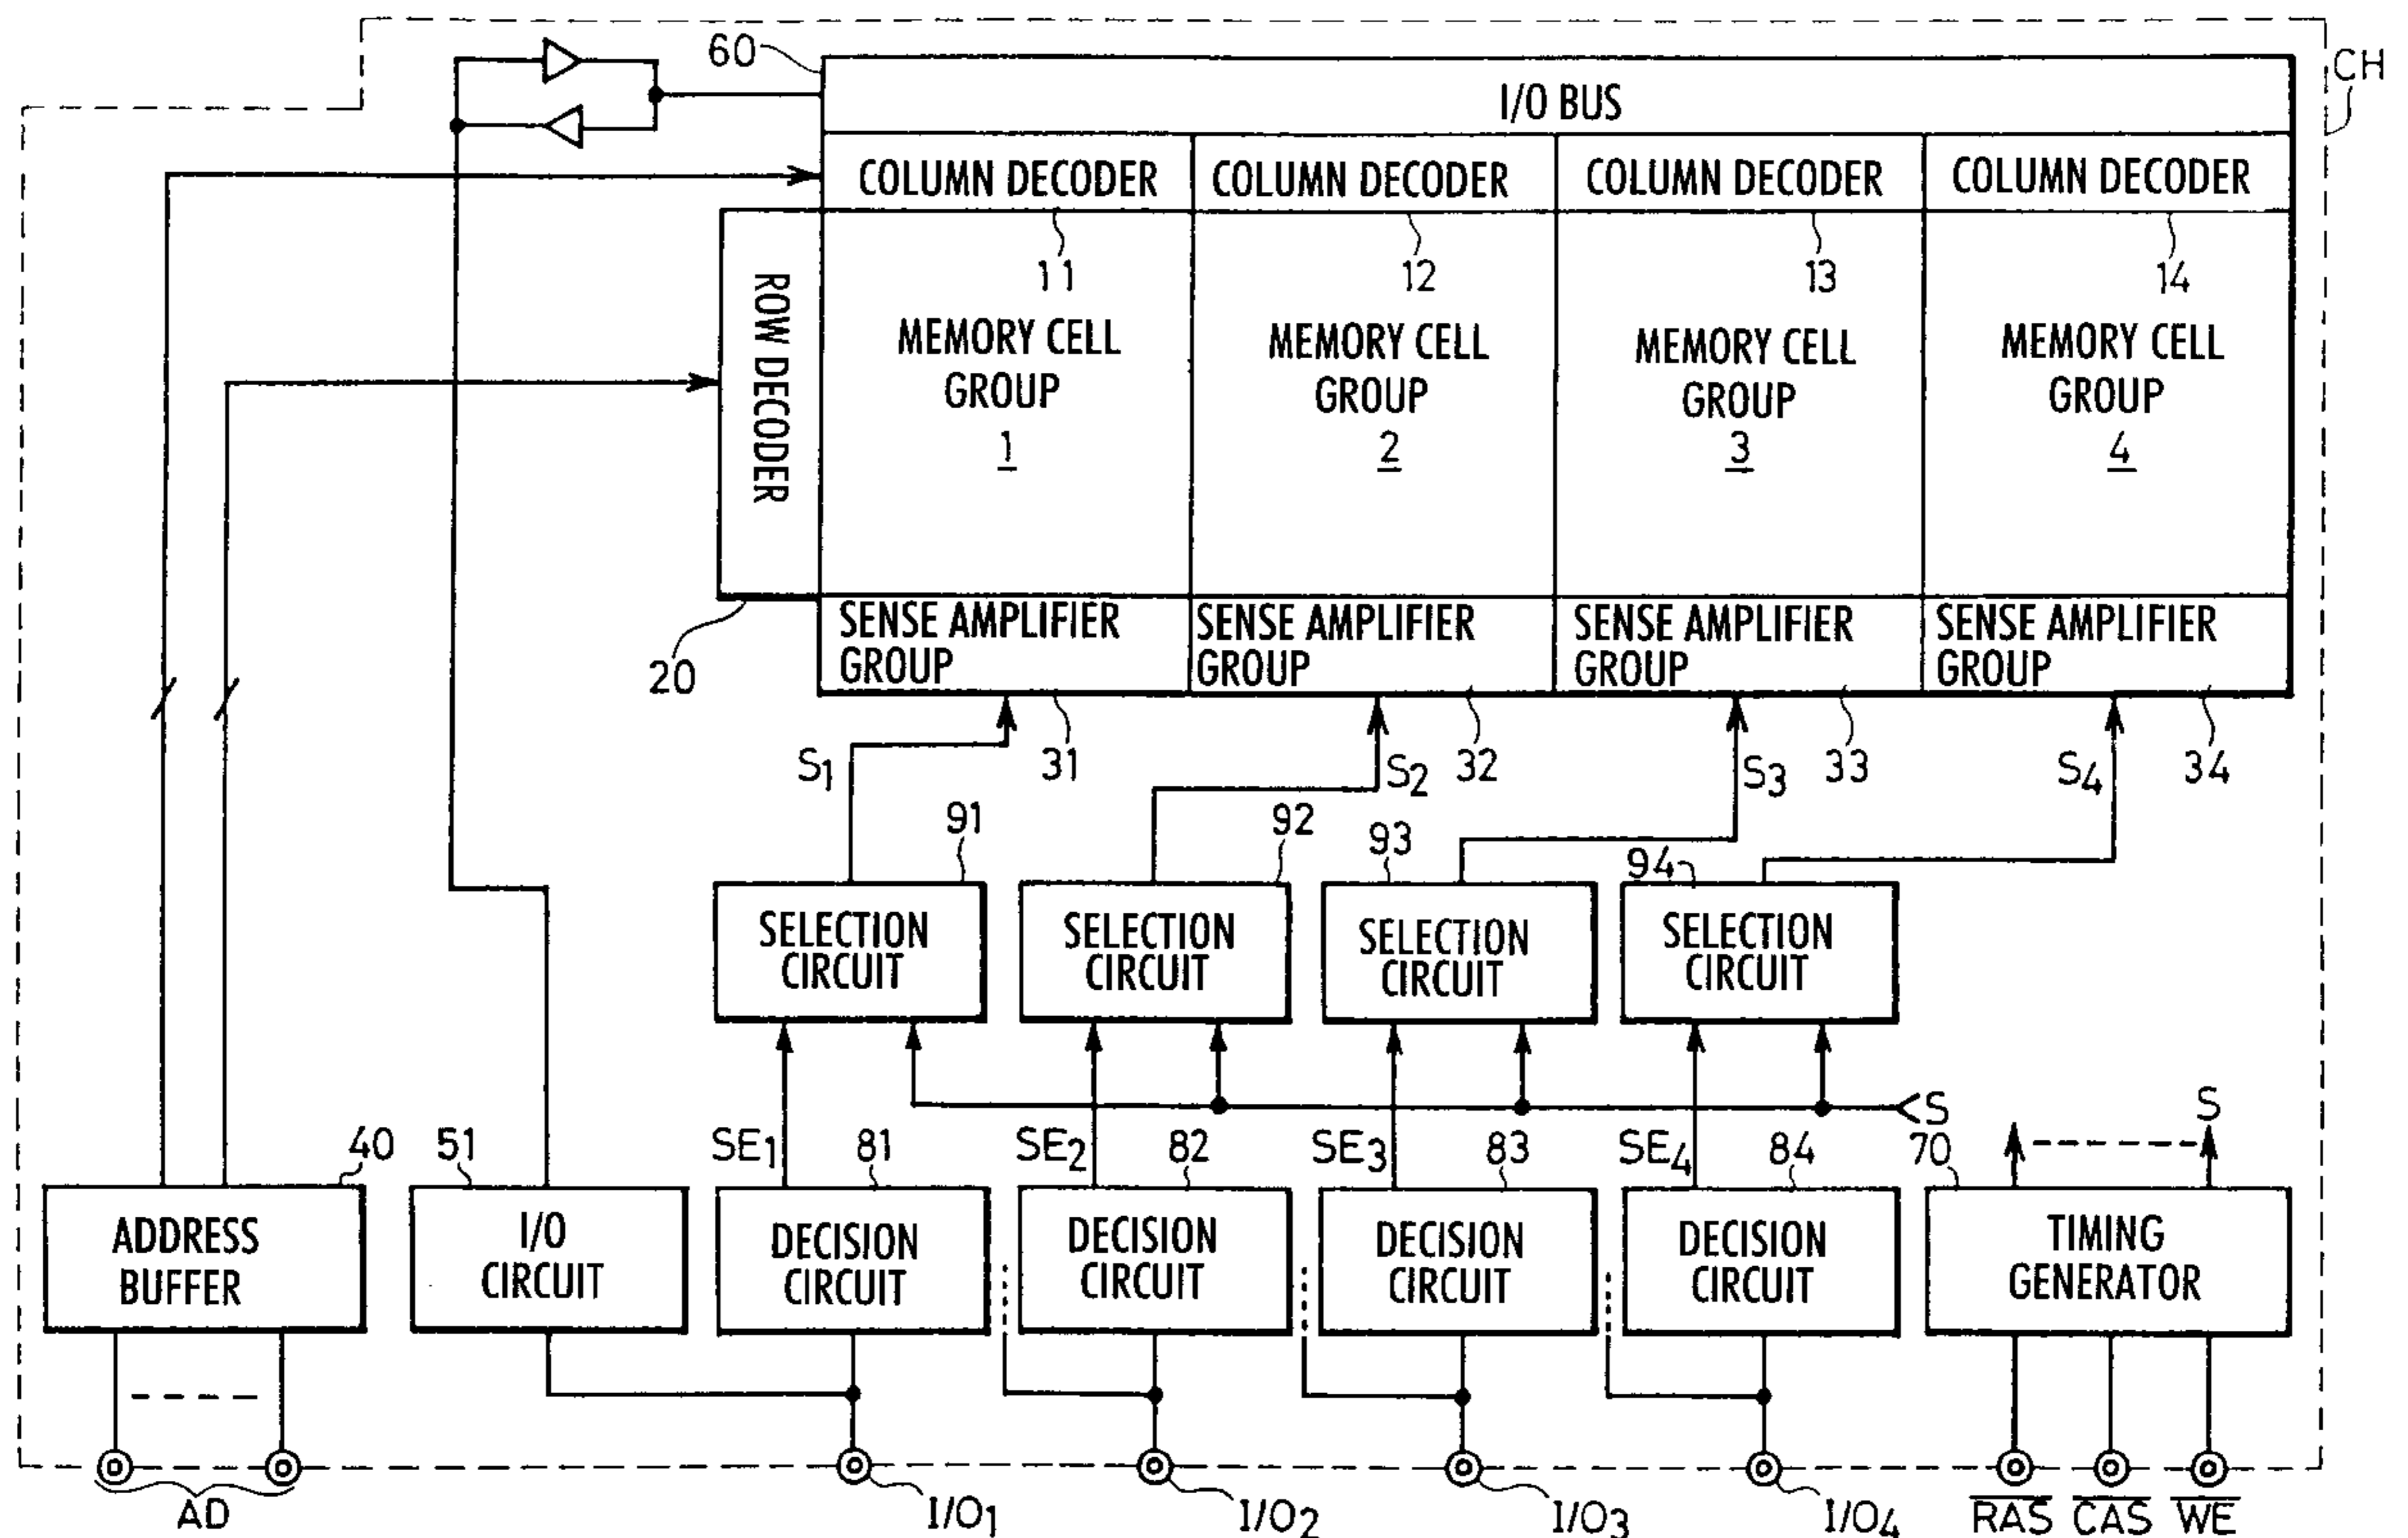 60
CH
I/O BUS
COLUMN DECODER
COLUMN DECODER
COLUMN DECODER
COLUMN DECODER
11
12
13
14
ROW DECODER
MEMORY CELL
GROUP
1
MEMORY CELL
GROUP
2
MEMORY CELL
GROUP
3
MEMORY CELL
GROUP
4
20
SENSE AMPLIFIER
GROUP
SENSE AMPLIFIER
GROUP
SENSE AMPLIFIER
GROUP
SENSE AMPLIFIER
GROUP
S1
31
S2
32
S3
33
S4
34
91
92
93
94
SELECTION
CIRCUIT
SELECTION
CIRCUIT
SELECTION
CIRCUIT
SELECTION
CIRCUIT
S
S
40
51
SE1
81
SE2
82
SE3
83
SE4
84
70
ADDRESS
BUFFER
I/O
CIRCUIT
DECISION
CIRCUIT
DECISION
CIRCUIT
DECISION
CIRCUIT
DECISION
CIRCUIT
TIMING
GENERATOR
AD
I/O1
I/O2
I/O3
I/O4
R̅A̅S̅
C̅A̅S̅
W̅E̅